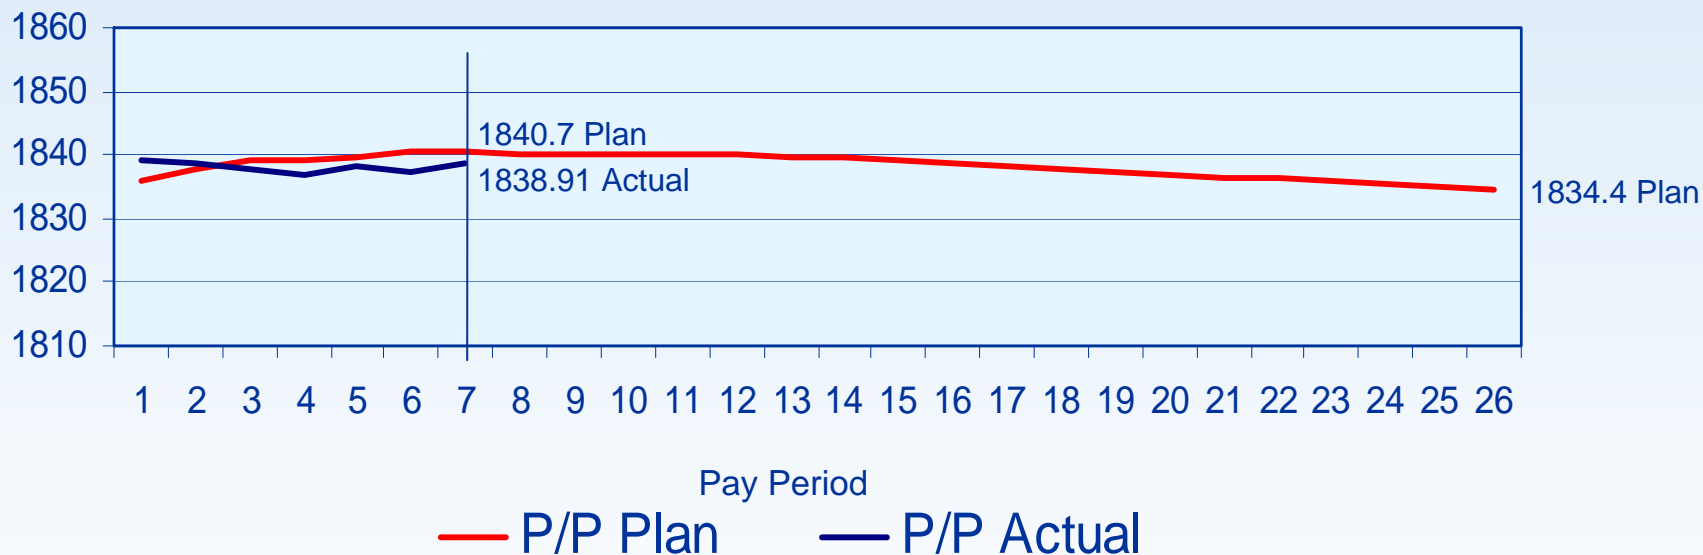 1860
1850
1840
1830
1820
1810
1840.7 Plan
1838.91 Actual
1834.4 Plan
1 2 3 4 5 6 7 8 9 10 11 12 13 14 15 16 17 18 19 20 21 22 23 24 25 26
Pay Period
P/P Plan P/P Actual